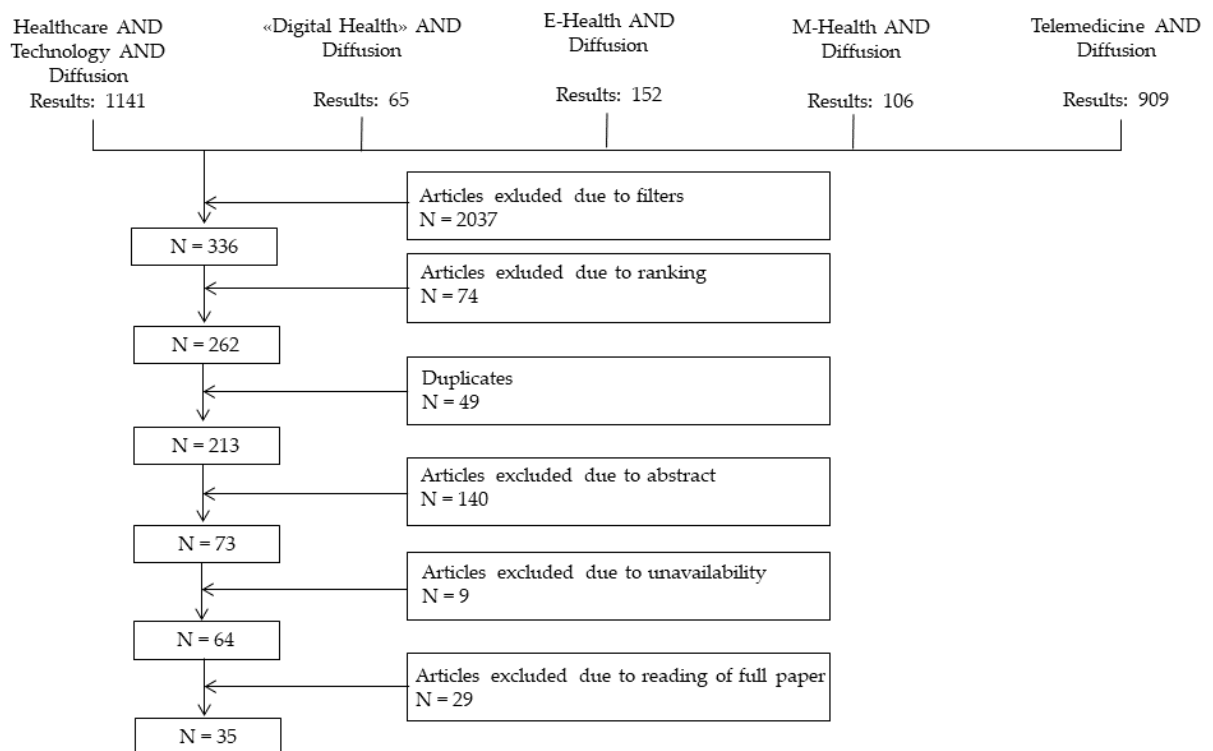 Healthcare AND
Technology AND
Diffusion
Results: 1141
«Digital Health» AND
Diffusion
Results: 65
E-Health AND
Diffusion
Results: 152
M-Health AND
Diffusion
Results: 106
Telemedicine AND
Diffusion
Results: 909
Articles exluded due to filters
N = 2037
N = 336
Articles exluded due to ranking
N = 74
N = 262
Duplicates
N = 49
N = 213
Articles excluded due to abstract
N = 140
N = 73
Articles excluded due to unavailability
N = 9
N = 64
Articles excluded due to reading of full paper
N = 29
N = 35